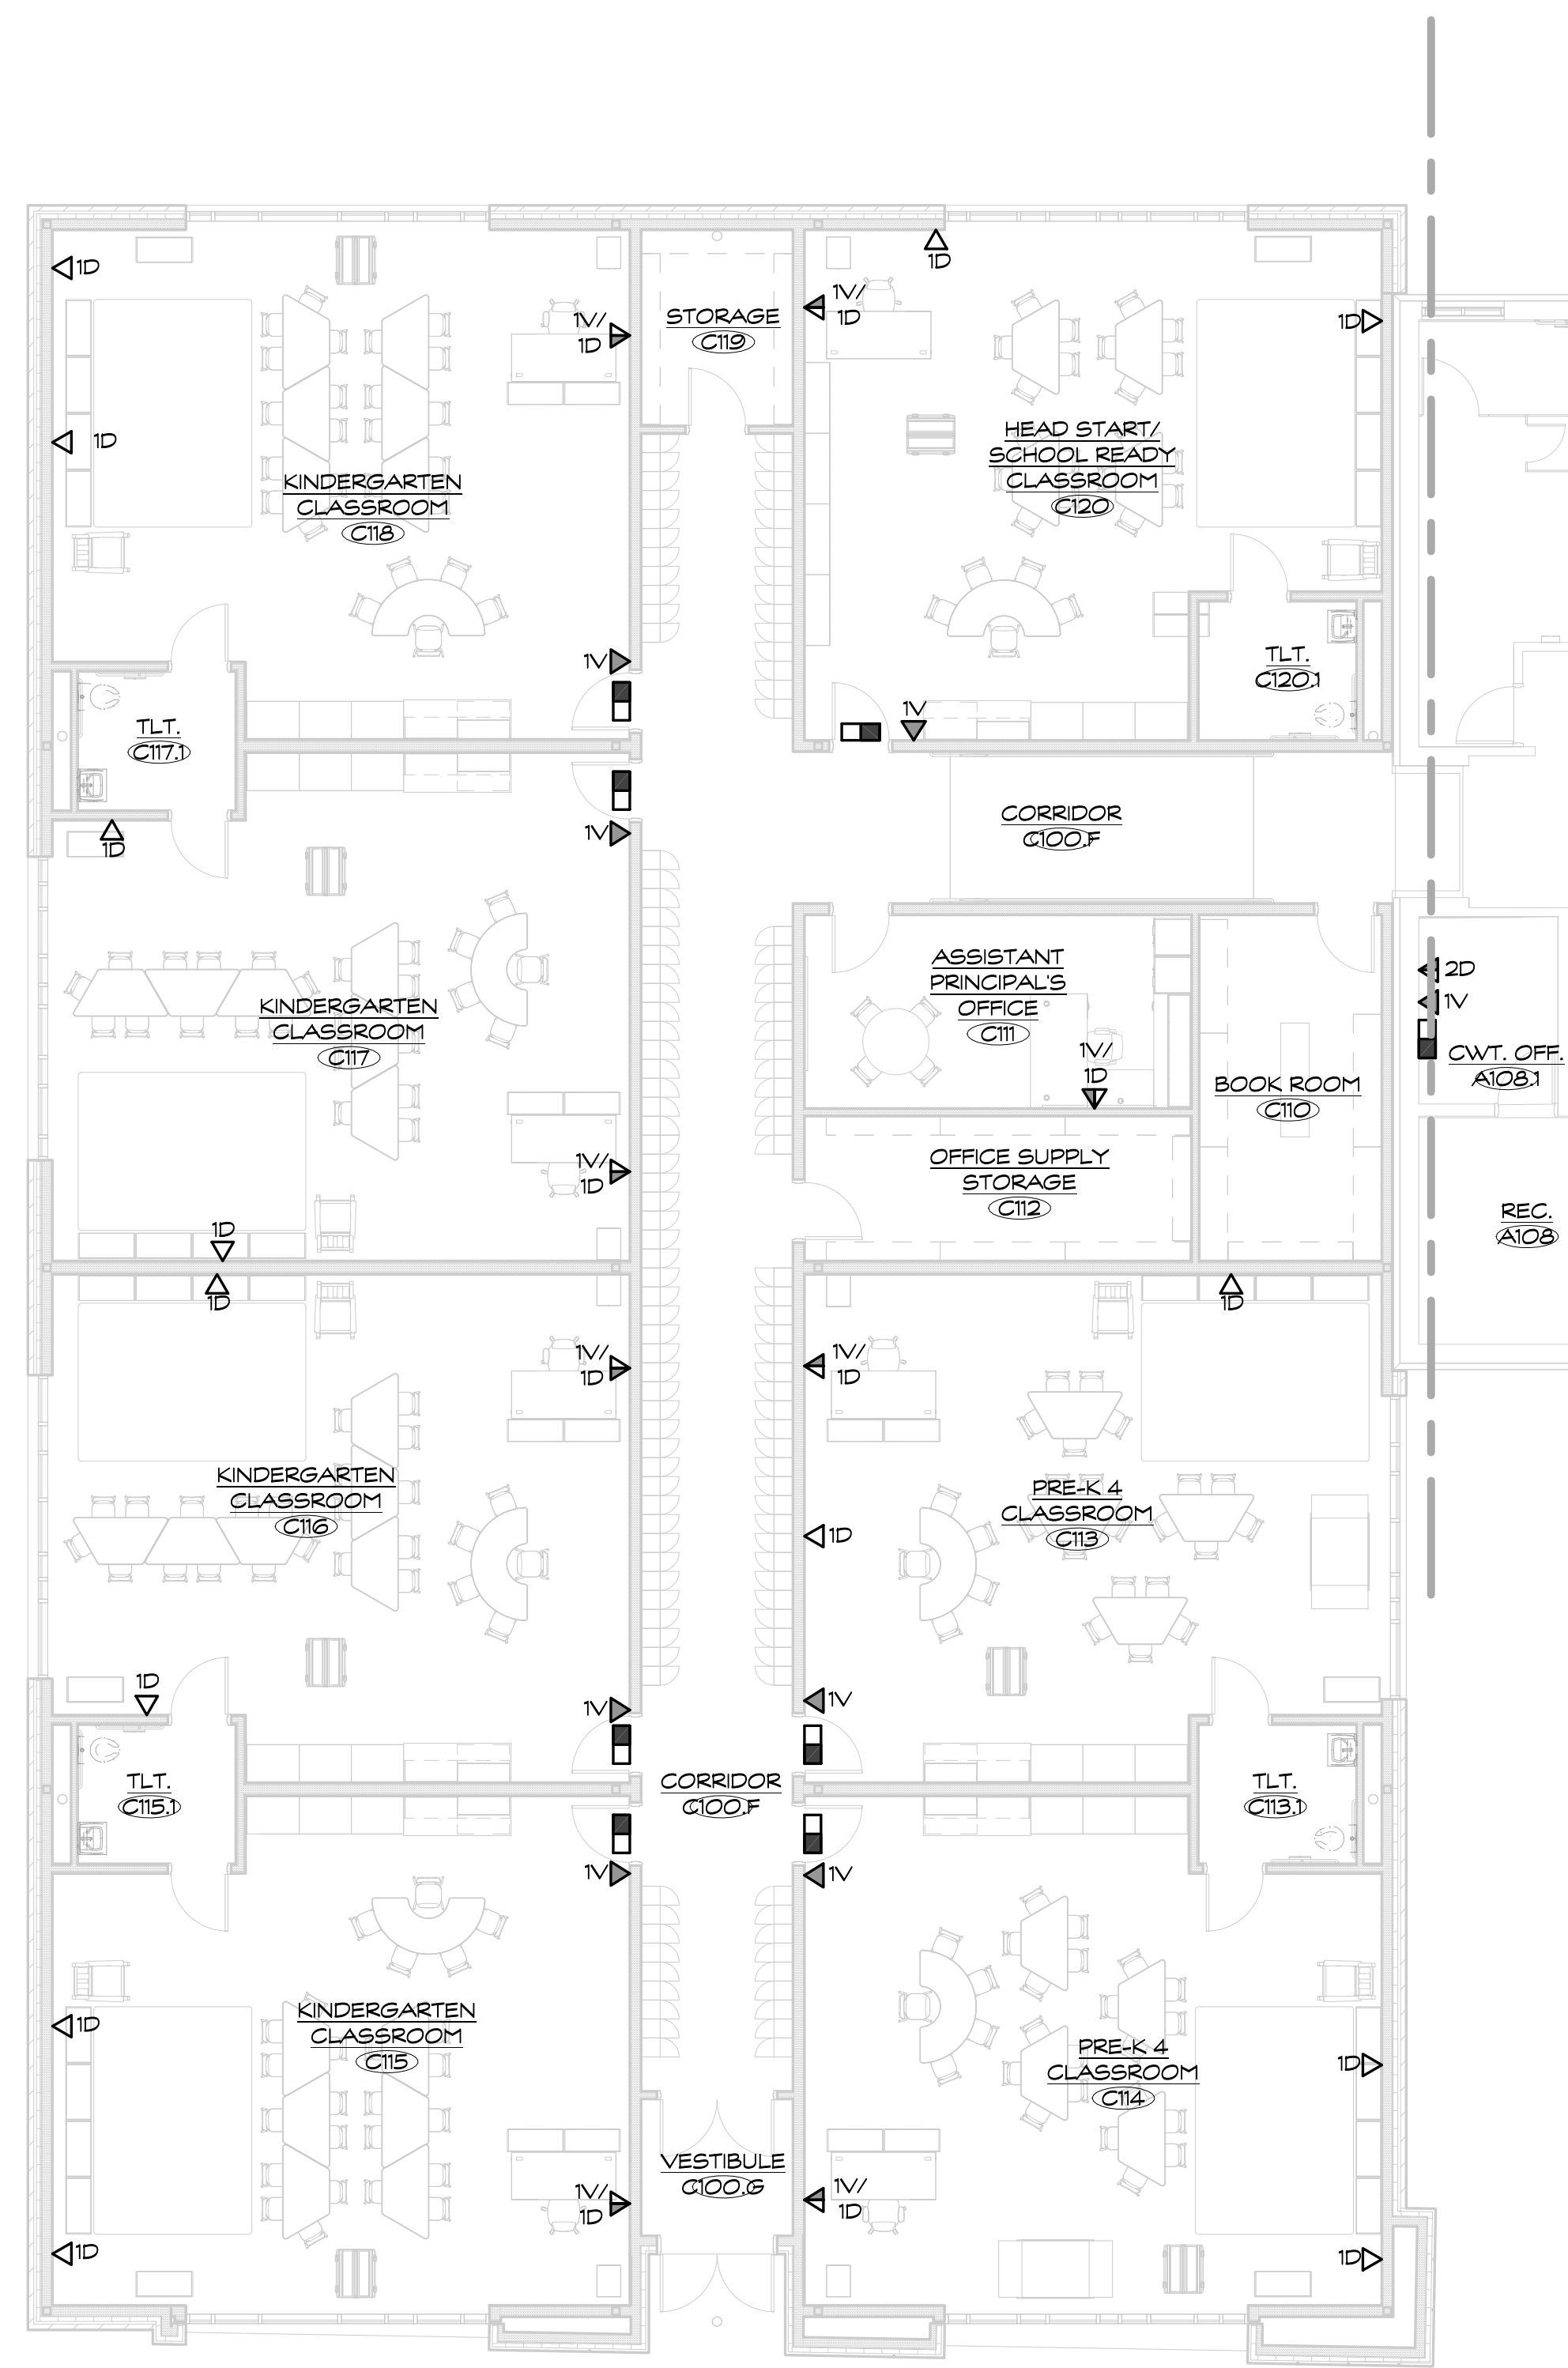 1D
1D
1V/
1D
KINDERGARTEN
CLASSROOM
C118
1V
STORAGE
C119
1V/
1D
1D
1D
HEAD START/
SCHOOL READY
CLASSROOM
C120
1V
TLT.
C120.1
TLT.
C117.1
1D
1V
KINDERGARTEN
CLASSROOM
C117
1V/
1D
1D
CORRIDOR
C100.F
ASSISTANT
PRINCIPAL'S
OFFICE
C111
1V/
1D
BOOK ROOM
C110
OFFICE SUPPLY
STORAGE
C112
2D
1V
CWT. OFF.
A108.1
REC.
A108
1D
1V/
1D
KINDERGARTEN
CLASSROOM
C116
1D
1V
1D
1V/
1D
PRE-K 4
CLASSROOM
C113
1D
1V
TLT.
C115.1
CORRIDOR
C100.F
TLT.
C113.1
1V
1V
1D
KINDERGARTEN
CLASSROOM
C115
1V/
1D
1D
VESTIBULE
C100.G
PRE-K 4
CLASSROOM
C114
1D
1V/
1D
1D